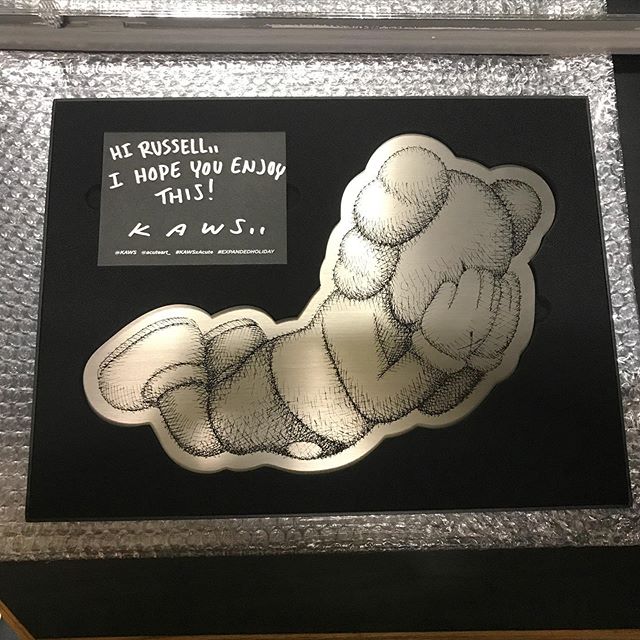 HI RUSSELL..
I HOPE YOU ENJOY
THIS!
KAWS..
@KAWS @acuteart_ #KAWSxAcute #EXPANDEDHOLIDAY